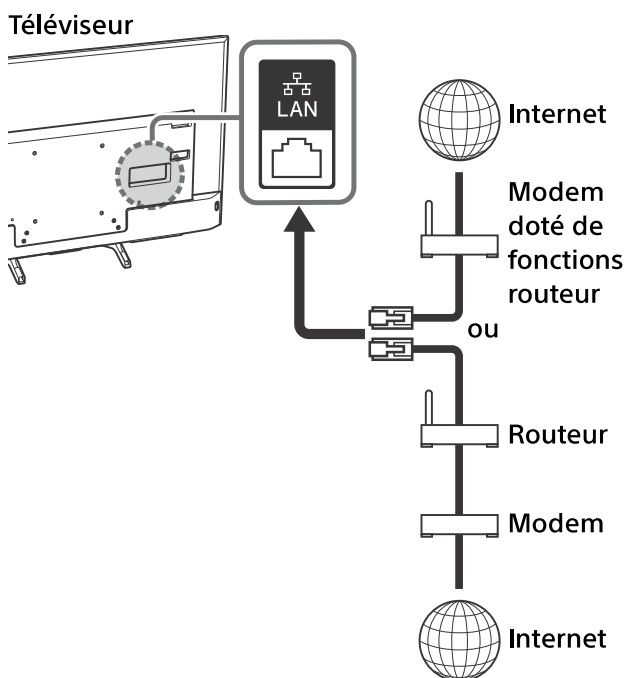 Téléviseur
LAN
Internet
Modem
doté de
fonctions
routeur
ou
Routeur
Modem
Internet